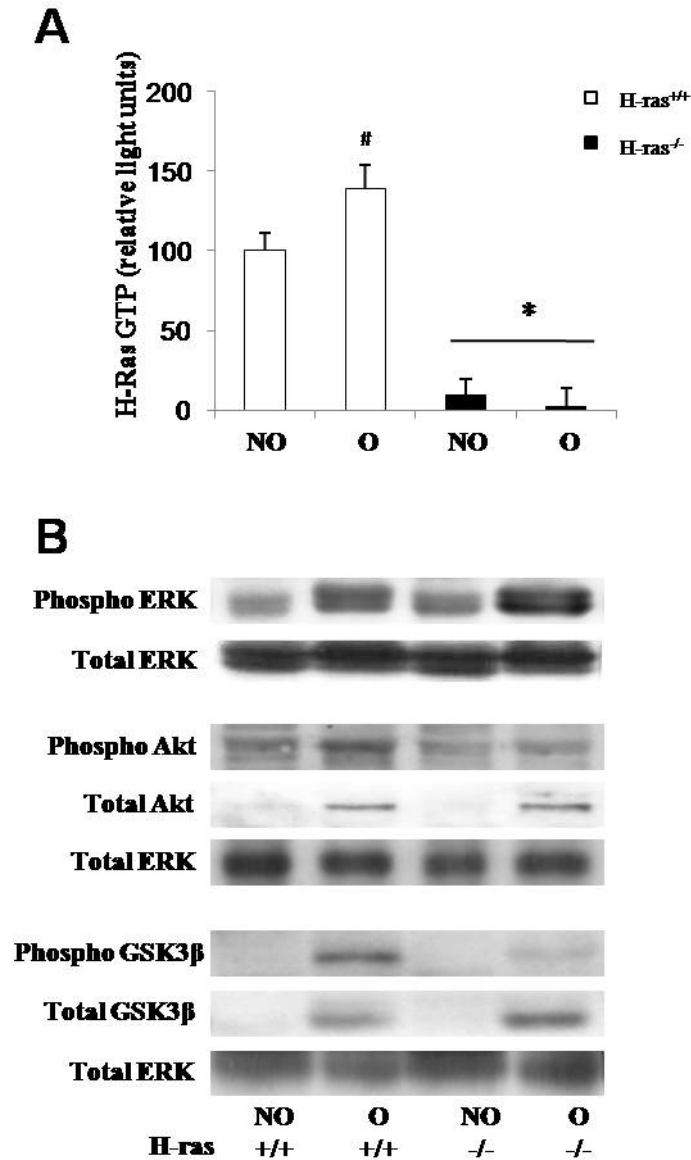 A
H-Ras GTP (relative light units)
200
150
100
50
0
#
*
H-ras+/+
H-ras-/-
NO O NO O
B
Phospho ERK
Total ERK
Phospho Akt
Total Akt
Total ERK
Phospho GSK3β
Total GSK3β
Total ERK
NO O NO O
H-ras +/+ +/+ -/- -/-